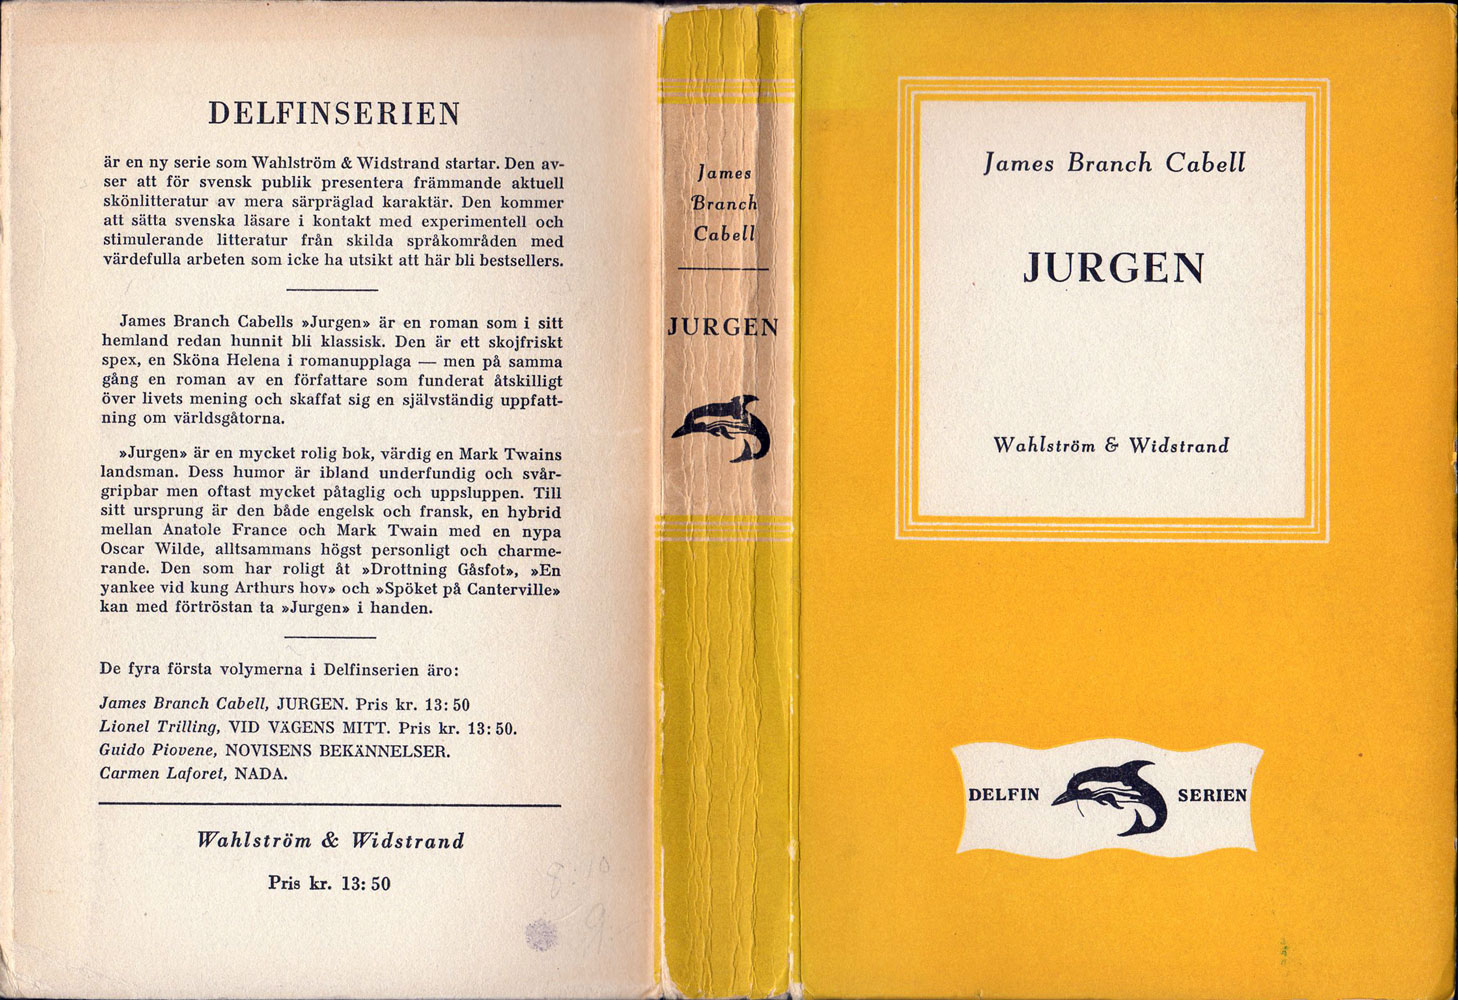 DELFINSERIEN
är en ny serie som Wahlström & Widstrand startar. Den av-
ser att för svensk publik presentera främmande aktuell
skönlitteratur av mera särpräglad karaktär. Den kommer
att sätta svenska läsare i kontakt med experimentell och
stimulerande litteratur från skilda språkområden med
värdefulla arbeten som icke ha utsikt att här bli bestsellers.
James Branch Cabells »Jurgen» är en roman som i sitt
hemland redan hunnit bli klassisk. Den är ett skojfriskt
spex, en Sköna Helena i romanupplaga — men på samma
gång en roman av en författare som funderat åtskilligt
över livets mening och skaffat sig en självständig uppfatt-
ning om världsgåtorna.
»Jurgen» är en mycket rolig bok, värdig en Mark Twains
landsman. Dess humor är ibland underfundig och svår-
gripbar men oftast mycket påtaglig och uppsluppen. Till
sitt ursprung är den både engelsk och fransk, en hybrid
mellan Anatole France och Mark Twain med en nypa
Oscar Wilde, alltsammans högst personligt och charme-
rande. Den som har roligt åt »Drottning Gåsfot», »En
yankee vid kung Arthurs hov» och »Spöket på Canterville»
kan med förtröstan ta »Jurgen» i handen.
De fyra första volymerna i Delfinserien äro:
James Branch Cabell, JURGEN. Pris kr. 13: 50
Lionel Trilling, VID VÄGENS MITT. Pris kr. 13: 50.
Guido Piovene, NOVISENS BEKÄNNELSER.
Carmen Laforet, NADA.
Wahlström & Widstrand
Pris kr. 13: 50
James
Branch
Cabell
JURGEN
James Branch Cabell
JURGEN
Wahlström & Widstrand
DELFIN SERIEN